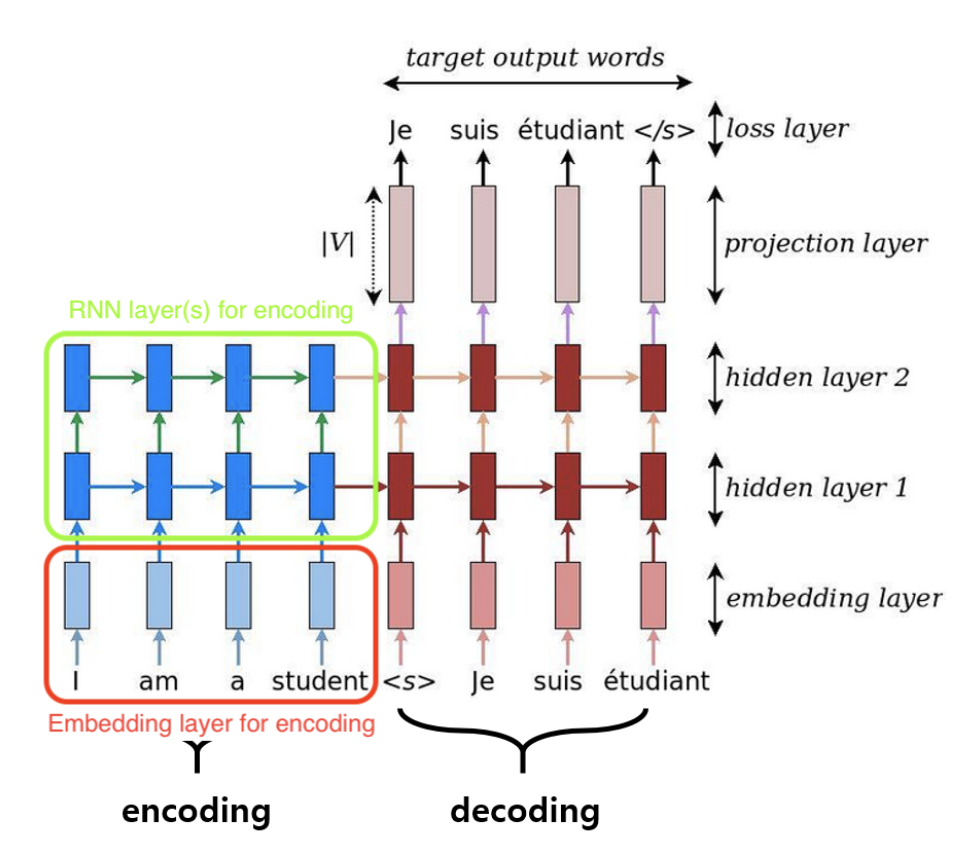 target output words
Je suis étudiant </s> loss layer
|V| projection layer
RNN layer(s) for encoding
hidden layer 2
hidden layer 1
embedding layer
I am a student <s> Je suis étudiant
Embedding layer for encoding
encoding decoding